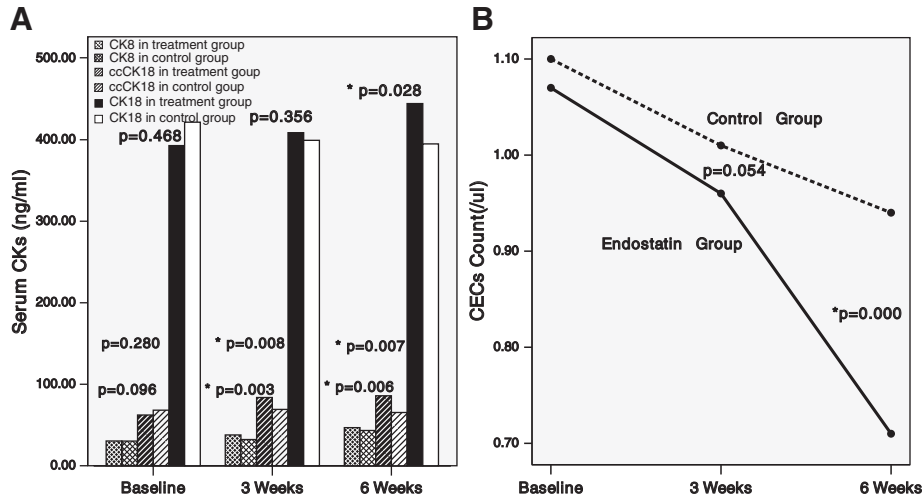 A
Serum CKs (ng/ml)
500.00
400.00
300.00
200.00
100.00
0.00
CK8 in treatment group
CK8 in control group
ccCK18 in treatment goup
ccCK18 in control group
CK18 in treatment group
CK18 in control group
p=0.468
p=0.356
* p=0.028
p=0.280
* p=0.008
* p=0.007
p=0.096
* p=0.003
* p=0.006
Baseline
3 Weeks
6 Weeks
B
CECs Count(/ul)
1.10
1.00
0.90
0.80
0.70
Control Group
p=0.054
Endostatin Group
*p=0.000
Baseline
3 Weeks
6 Weeks